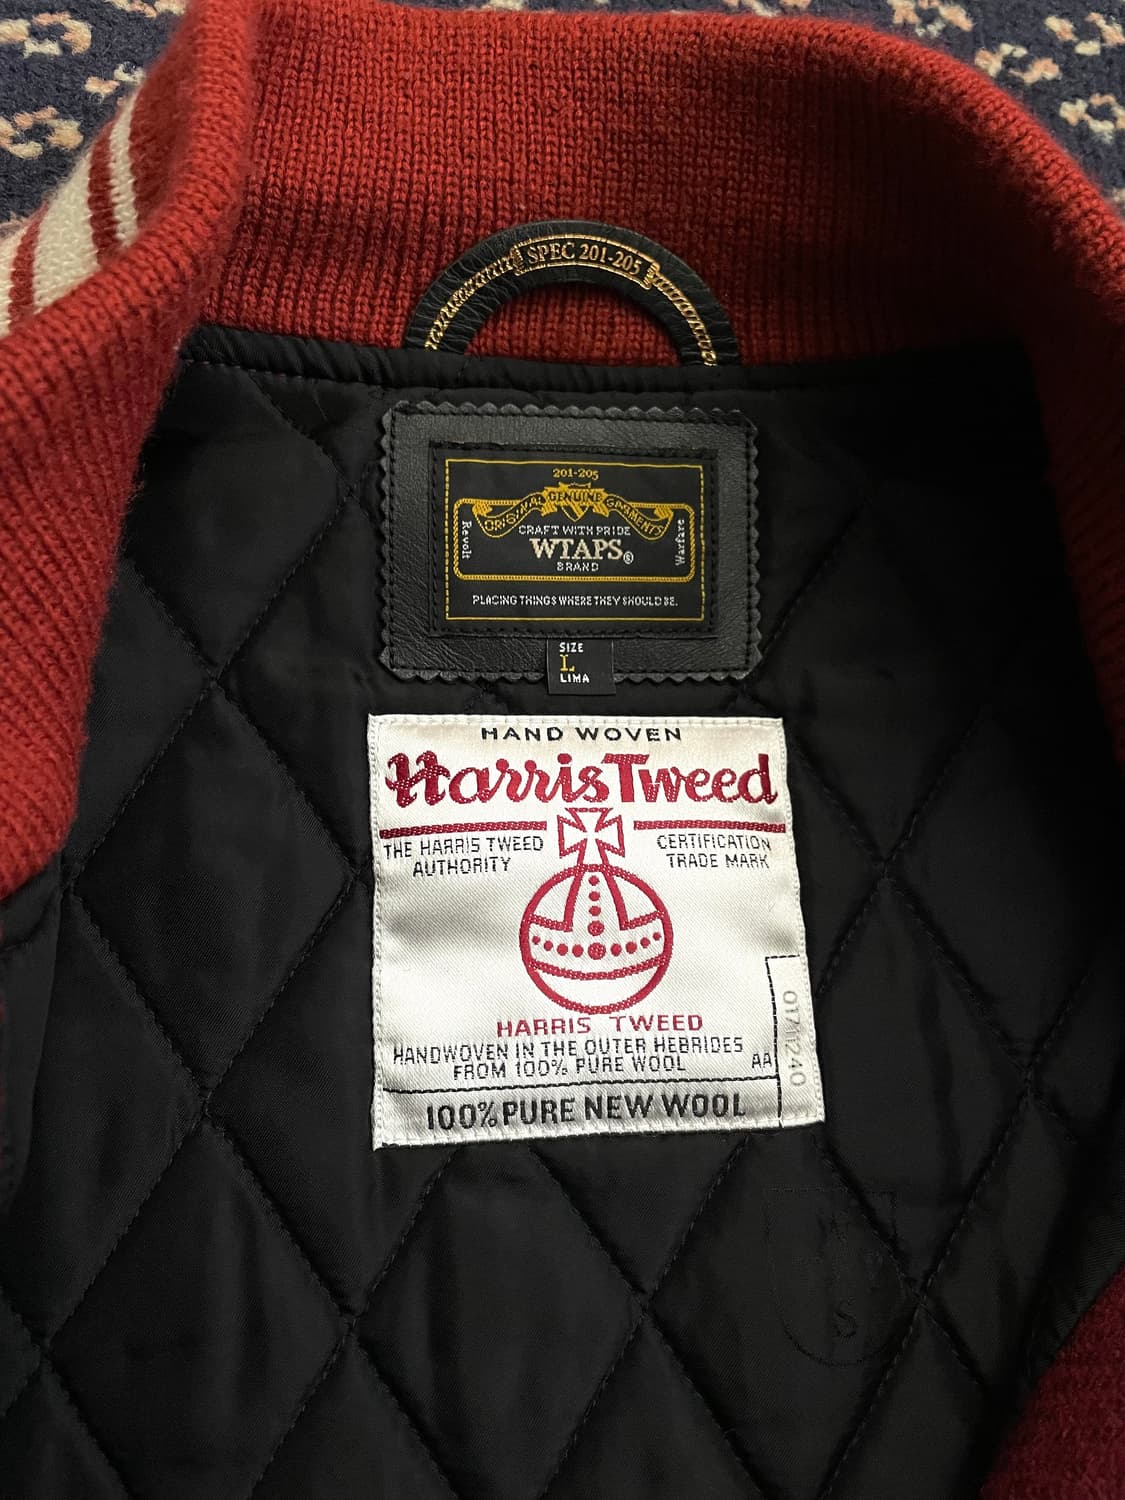 SPEC 201-205
201-205
ORIGINAL GENUINE GARMENTS
Revolt
CRAFT WITH PRIDE
WTAPS®
BRAND
Warfare
PLACING THINGS WHERE THEY SHOULD BE.
SIZE
L
LIMA
HAND WOVEN
Harris Tweed
THE HARRIS TWEED
AUTHORITY
CERTIFICATION
TRADE MARK
HARRIS TWEED
HANDWOVEN IN THE OUTER HEBRIDES
FROM 100% PURE WOOL
AA
01711240
100% PURE NEW WOOL
S